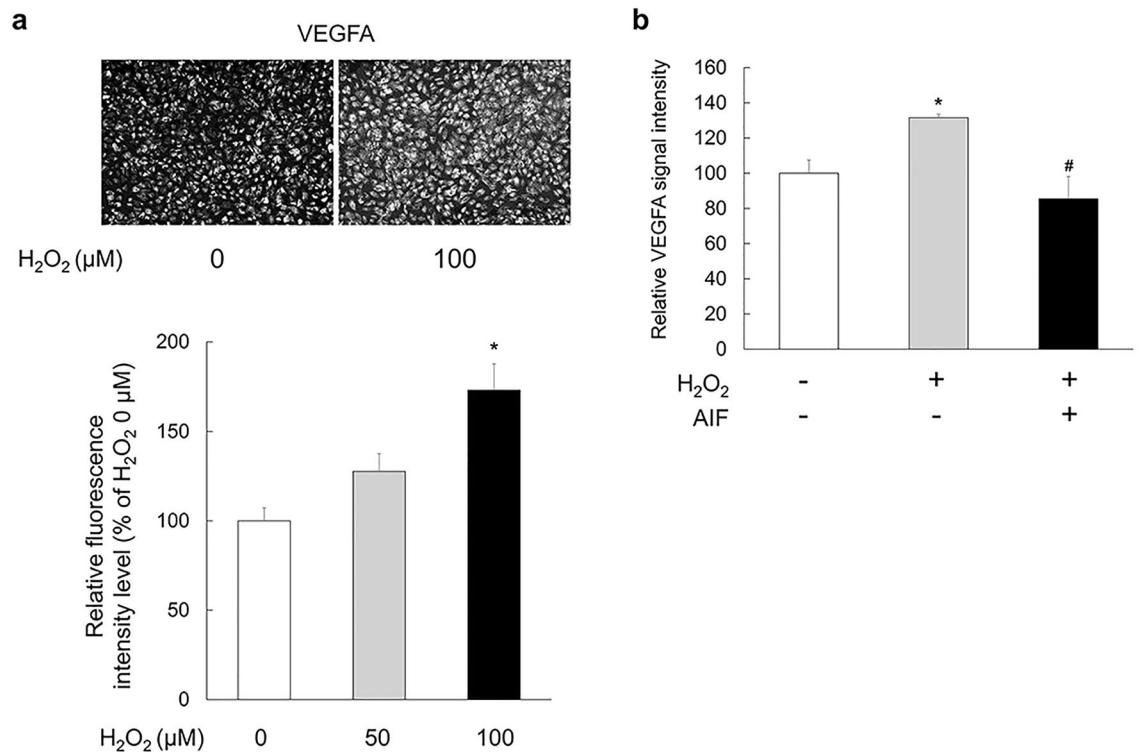 a
VEGFA
H₂O₂ (μM) 0 100
Relative fluorescence
intensity level (% of H₂O₂ 0 μM)
200
150
100
50
0
*
H₂O₂ (μM) 0 50 100
b
Relative VEGFA signal intensity
160
140
120
100
80
60
40
20
0
*
#
H₂O₂ - + +
AIF - - +